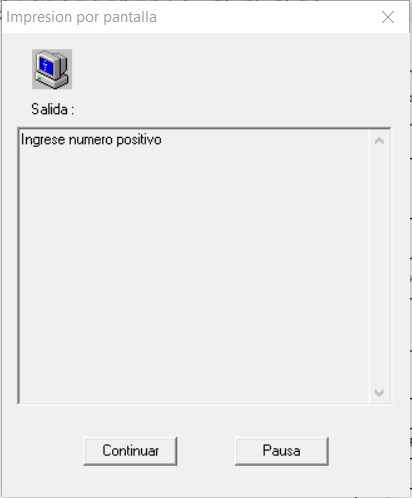 Impresion por pantalla
Salida :
Ingrese numero positivo
Continuar
Pausa